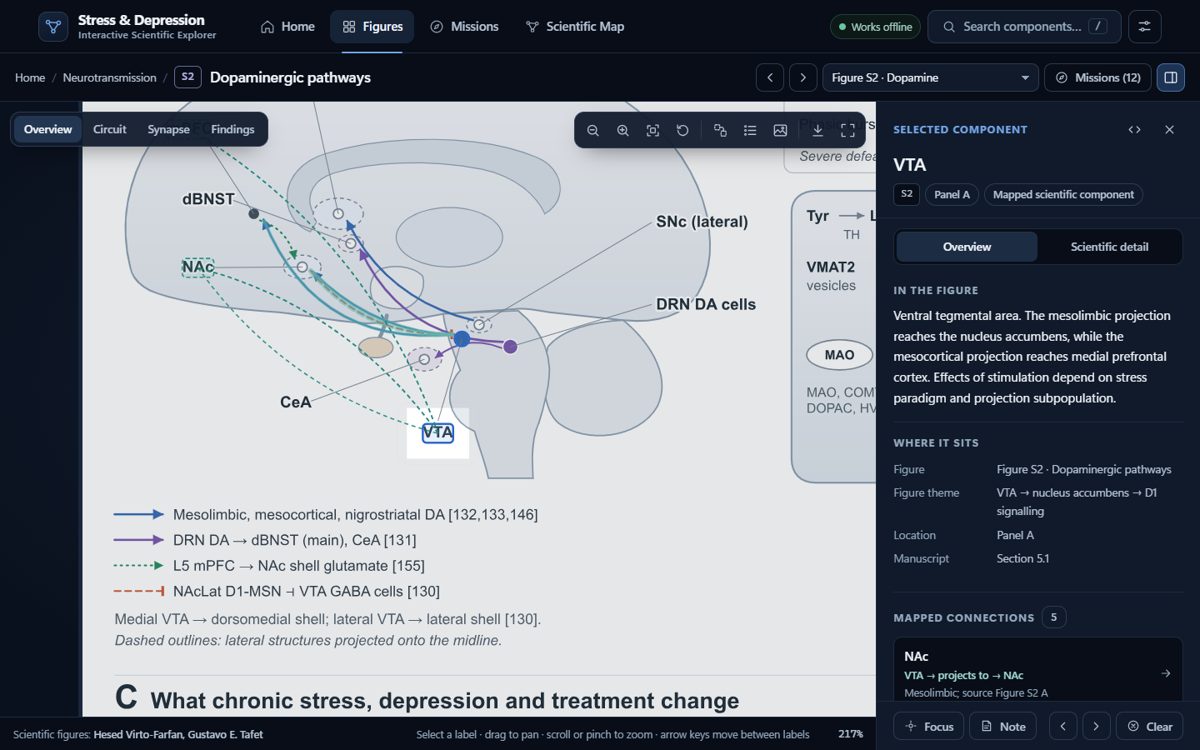 Stress & Depression
Interactive Scientific Explorer
Home
Figures
Missions
Scientific Map
Works offline
Search components...
/
Home / Neurotransmission / S2 Dopaminergic pathways
Figure S2 · Dopamine
Missions (12)
Overview
Circuit
Synapse
Findings
Severe defea
dBNST
NAc
SNc (lateral)
DRN DA cells
CeA
VTA
Tyr → L
TH
VMAT2
vesicles
MAO
MAO, COM
DOPAC, HV
Mesolimbic, mesocortical, nigrostriatal DA [132,133,146]
DRN DA → dBNST (main), CeA [131]
L5 mPFC → NAc shell glutamate [155]
NAcLat D1-MSN ⊣ VTA GABA cells [130]
Medial VTA → dorsomedial shell; lateral VTA → lateral shell [130].
Dashed outlines: lateral structures projected onto the midline.
C What chronic stress, depression and treatment change
SELECTED COMPONENT
VTA
S2
Panel A
Mapped scientific component
Overview
Scientific detail
IN THE FIGURE
Ventral tegmental area. The mesolimbic projection
reaches the nucleus accumbens, while the
mesocortical projection reaches medial prefrontal
cortex. Effects of stimulation depend on stress
paradigm and projection subpopulation.
WHERE IT SITS
Figure Figure S2 · Dopaminergic pathways
Figure theme VTA → nucleus accumbens → D1
signalling
Location Panel A
Manuscript Section 5.1
MAPPED CONNECTIONS 5
NAc
VTA → projects to → NAc
Mesolimbic; source Figure S2 A
Focus
Note
Clear
Scientific figures: Hesed Virto-Farfan, Gustavo E. Tafet
Select a label · drag to pan · scroll or pinch to zoom · arrow keys move between labels
217%